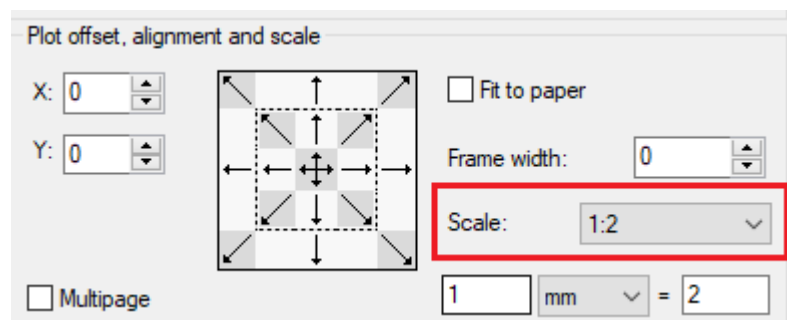 Plot offset, alignment and scale
X: 0
Fit to paper
Y: 0
Frame width: 0
Scale: 1:2
Multipage
1 mm = 2